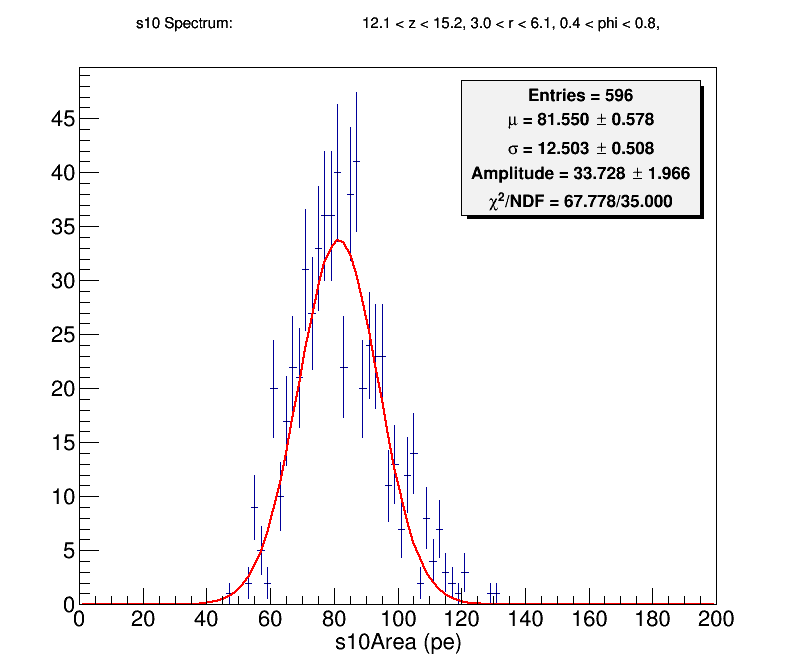 s10 Spectrum: 12.1 < z < 15.2, 3.0 < r < 6.1, 0.4 < phi < 0.8,
Entries = 596
μ = 81.550 ± 0.578
σ = 12.503 ± 0.508
Amplitude = 33.728 ± 1.966
χ²/NDF = 67.778/35.000
45
40
35
30
25
20
15
10
5
0
0 20 40 60 80 100 120 140 160 180 200
s10Area (pe)